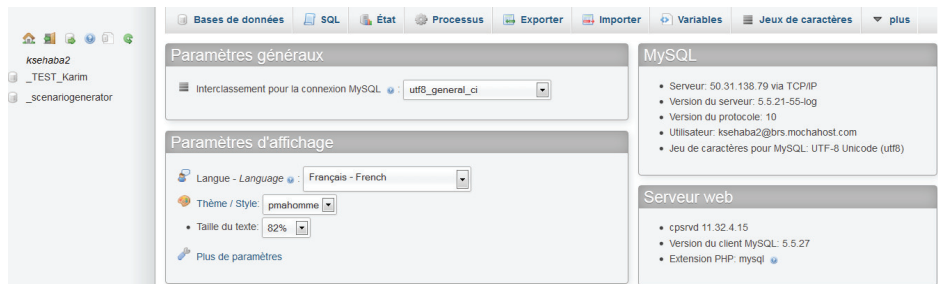 Bases de données SQL État Processus Exporter Importer Variables Jeux de caractères plus
ksehaba2
_TEST_Karim
_scenariogenerator
Paramètres généraux
Interclassement pour la connexion MySQL : utf8_general_ci
Paramètres d'affichage
Langue - Language : Français - French
Thème / Style: pmahomme
• Taille du texte: 82%
Plus de paramètres
MySQL
• Serveur: 50.31.138.79 via TCP/IP
• Version du serveur: 5.5.21-55-log
• Version du protocole: 10
• Utilisateur: ksehaba2@brs.mochahost.com
• Jeu de caractères pour MySQL: UTF-8 Unicode (utf8)
Serveur web
• cpsrvd 11.32.4.15
• Version du client MySQL: 5.5.27
• Extension PHP: mysql